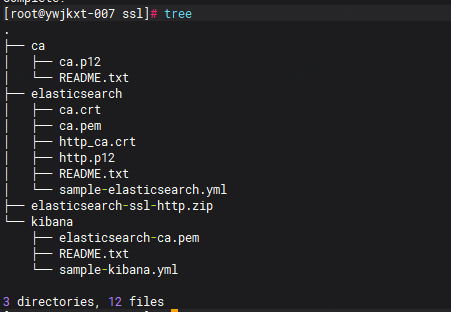 [root@ywjkxt-007 ssl]# tree
.
├── ca
│   ├── ca.p12
│   └── README.txt
├── elasticsearch
│   ├── ca.crt
│   ├── ca.pem
│   ├── http_ca.crt
│   ├── http.p12
│   ├── README.txt
│   └── sample-elasticsearch.yml
├── elasticsearch-ssl-http.zip
└── kibana
    ├── elasticsearch-ca.pem
    ├── README.txt
    └── sample-kibana.yml

3 directories, 12 files